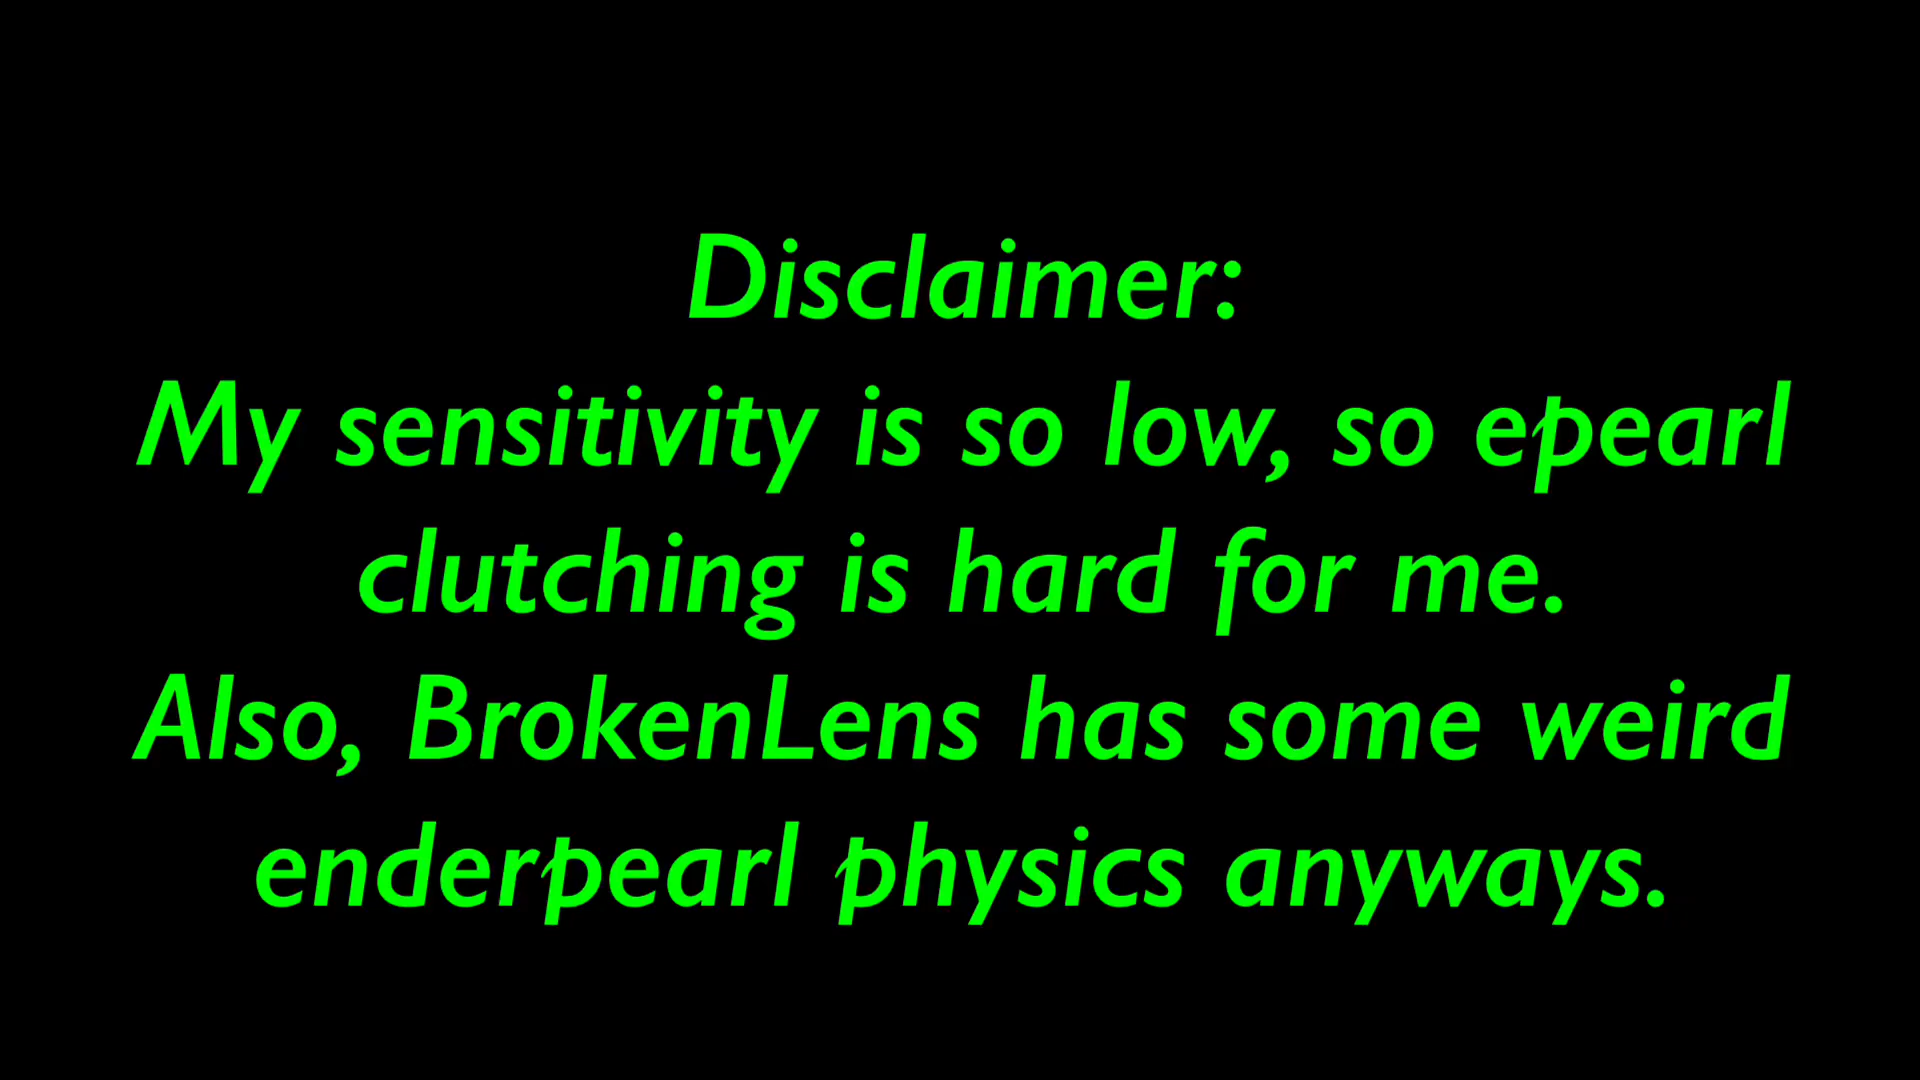 Disclaimer:
My sensitivity is so low, so epearl
clutching is hard for me.
Also, BrokenLens has some weird
enderpearl physics anyways.